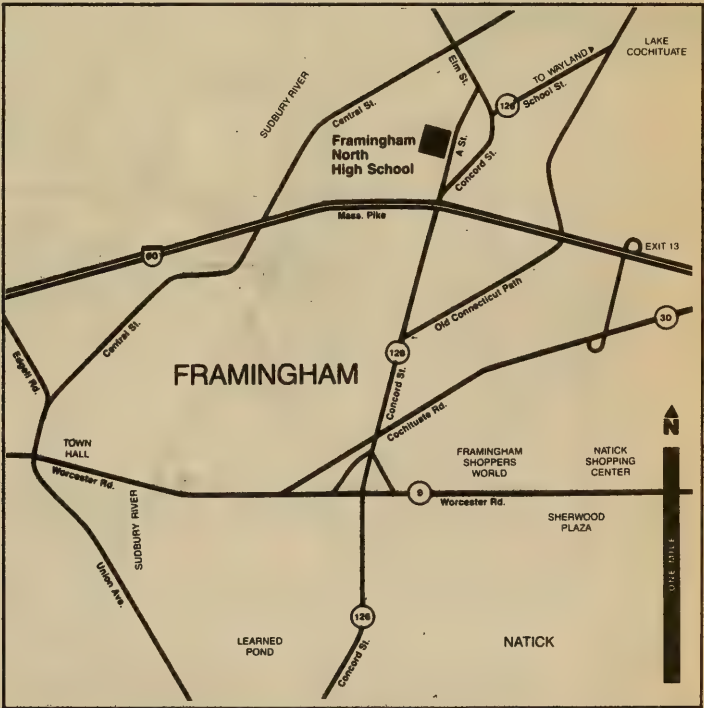 LAKE
COCHITUATE
Elm St.
TO WAYLAND
126
School St.
SUDBURY RIVER
Central St.
Framingham
North
High School
A St.
Concord St.
Mass. Pike
90
EXIT 13
Old Connecticut Path
30
Central St.
Edgell Rd.
126
FRAMINGHAM
Concord St.
Cochituate Rd.
N
TOWN
HALL
Worcester Rd.
FRAMINGHAM
SHOPPERS
WORLD
NATICK
SHOPPING
CENTER
9
Worcester Rd.
SHERWOOD
PLAZA
SUDBURY RIVER
Union Ave.
ONE MILE
126
LEARNED
POND
Concord St.
NATICK